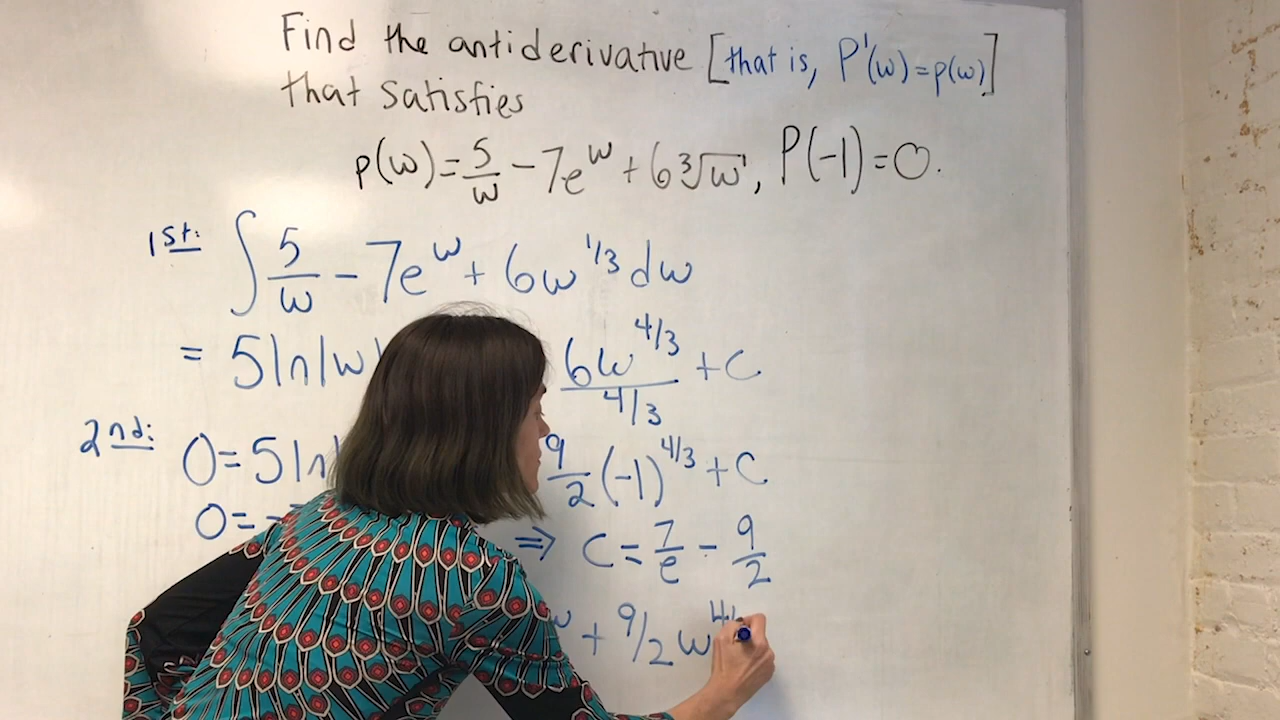 Find the antiderivative [that is, P'(w)=p(w)]
that satisfies
p(w)=5/w-7e^w+6∛w, P(-1)=0.
1st: ∫5/w-7e^w+6w^1/3 dw
= 5ln|w| 6w^4/3/4/3+C
2nd: 0=5ln 9/2(-1)^4/3+C
0=- ⇒ C=7/e-9/2
w+9/2w^4/